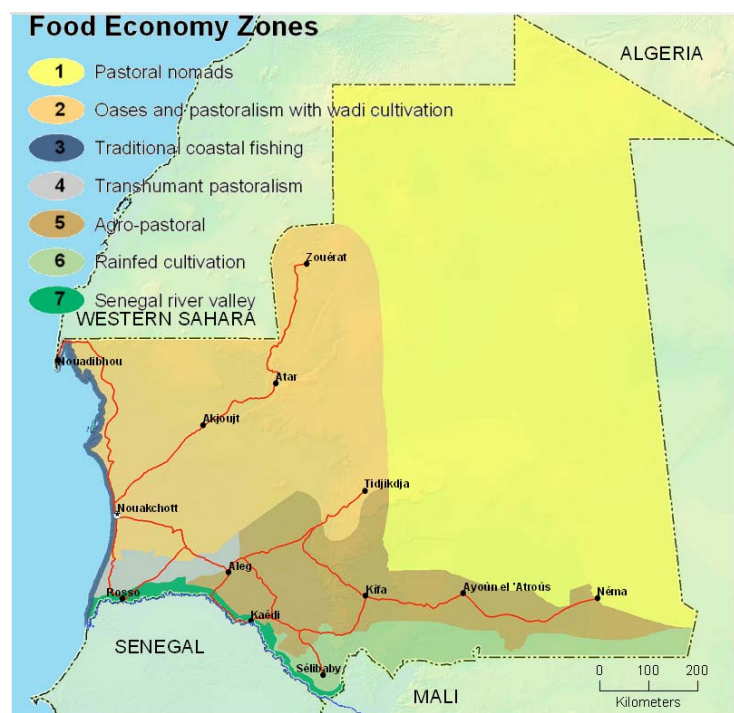 Food Economy Zones
ALGERIA
1 Pastoral nomads
2 Oases and pastoralism with wadi cultivation
3 Traditional coastal fishing
4 Transhumant pastoralism
5 Agro-pastoral
6 Rainfed cultivation
7 Senegal river valley
WESTERN SAHARA
Zouérat
Nouadibhou
Atar
Akjoujt
Tidjikdja
Nouakchott
Aleg
Rosso
Kaédi
Kifa
Ayoûn el 'Atroûs
Néma
SENEGAL
Sélibaby
MALI
0 100 200
Kilometers